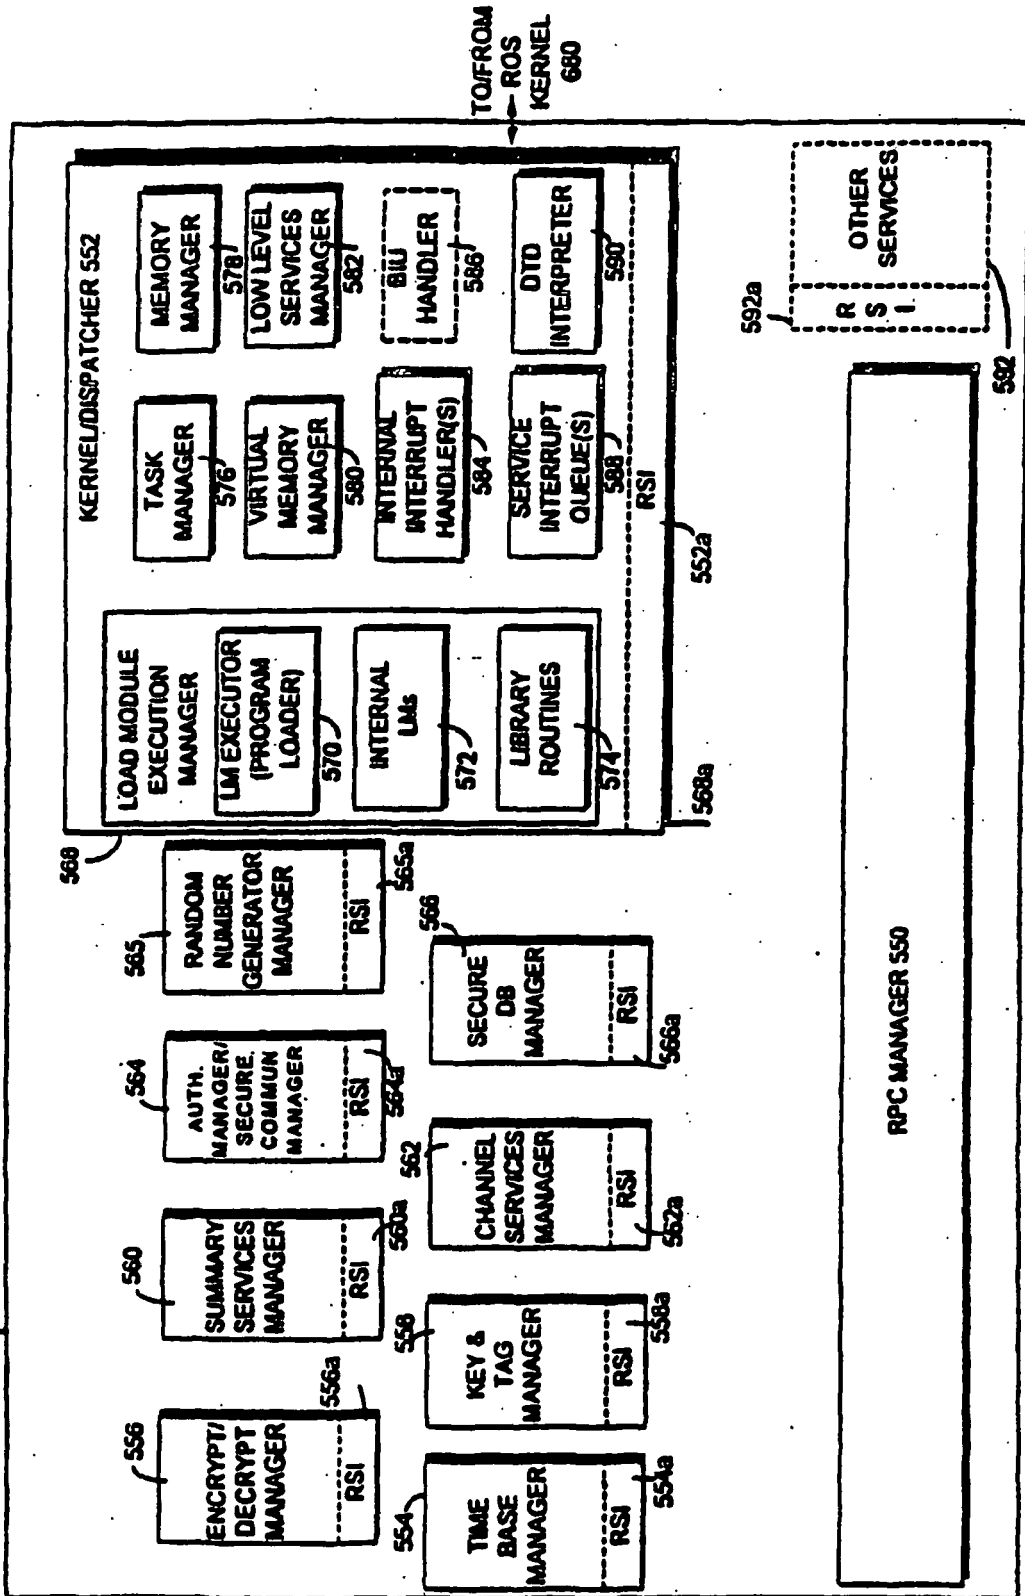 KERNEL/DISPATCHER 552
TO/FROM
ROS
KERNEL
680
568
LOAD MODULE
EXECUTION
MANAGER
LM EXECUTOR
(PROGRAM
LOADER)
570
INTERNAL
LMs
572
LIBRARY
ROUTINES
574
568a
TASK
MANAGER
576
MEMORY
MANAGER
578
VIRTUAL
MEMORY
MANAGER
580
LOW LEVEL
SERVICES
MANAGER
582
INTERNAL
INTERRUPT
HANDLER(S)
584
BIU
HANDLER
586
SERVICE
INTERRUPT
QUEUE(S)
588
DTD
INTERPRETER
590
RSI
552a
556
ENCRYPT/
DECRYPT
MANAGER
RSI
556a
560
SUMMARY
SERVICES
MANAGER
RSI
560a
564
AUTH.
MANAGER/
SECURE.
COMMUN
MANAGER
RSI
564a
565
RANDOM
NUMBER
GENERATOR
MANAGER
RSI
565a
554
TIME
BASE
MANAGER
RSI
554a
558
KEY &
TAG
MANAGER
RSI
558a
562
CHANNEL
SERVICES
MANAGER
RSI
562a
566
SECURE
DB
MANAGER
RSI
566a
592a
R
S
I
OTHER
SERVICES
592
RPC MANAGER 550